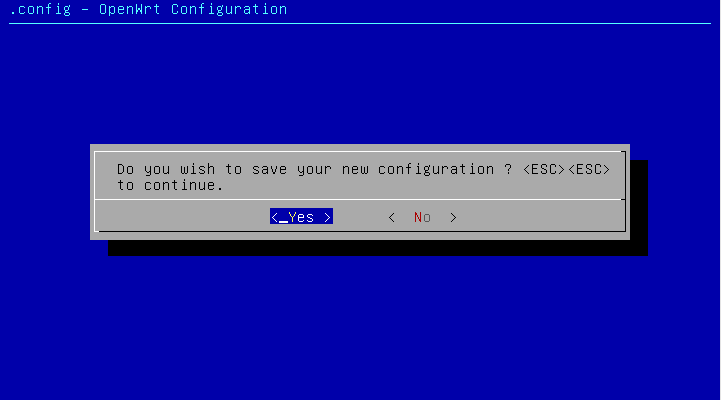 .config - OpenWrt Configuration
Do you wish to save your new configuration ? <ESC><ESC>
to continue.
< Yes > < No >